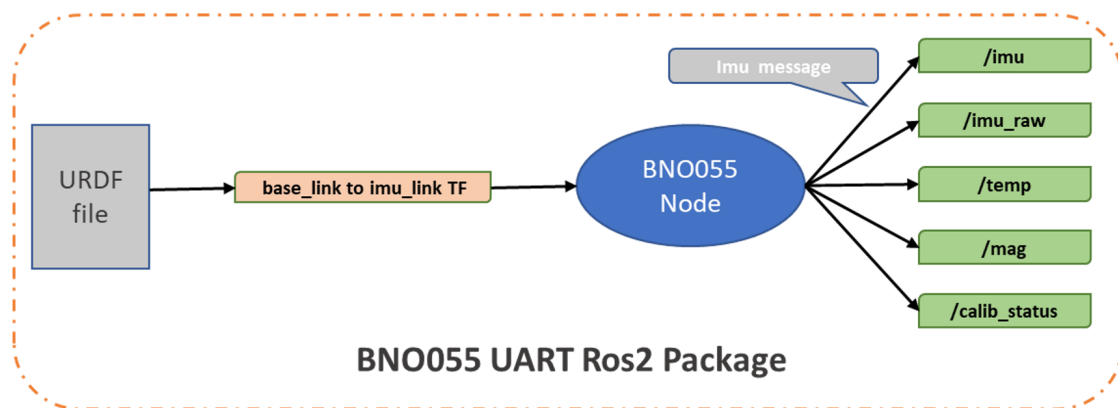 URDF
file
base_link to imu_link TF
BNO055
Node
Imu message
/imu
/imu_raw
/temp
/mag
/calib_status
BNO055 UART Ros2 Package